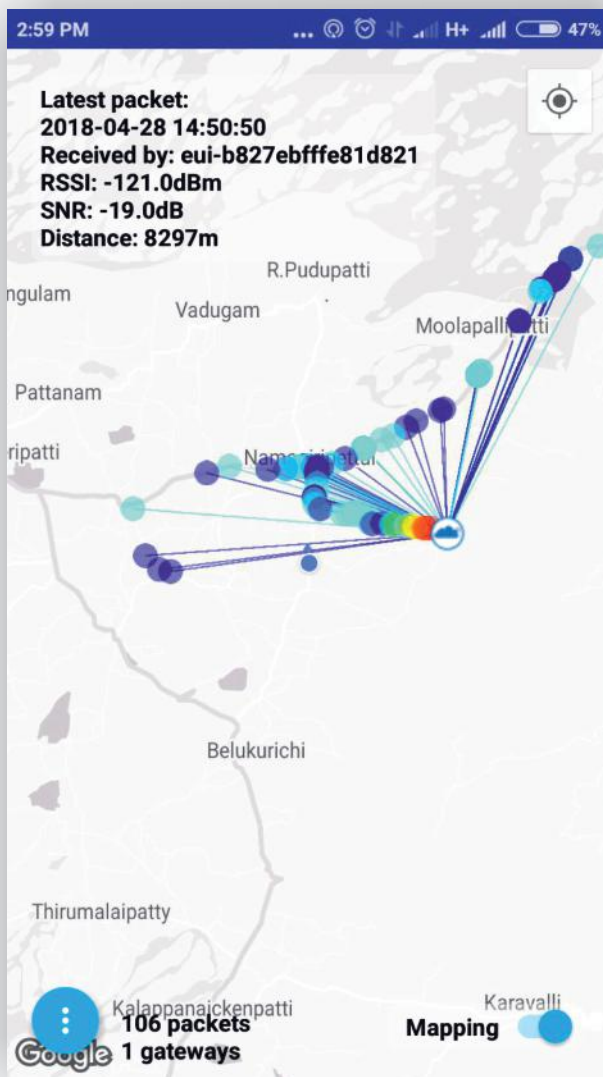 2:59 PM ... H+ 47%
Latest packet:
2018-04-28 14:50:50
Received by: eui-b827ebfffe81d821
RSSI: -121.0dBm
SNR: -19.0dB
Distance: 8297m
R.Pudupatti
ngulam
Vadugam
Moolapallipatti
Pattanam
ripatti
Belukurichi
Thirumalaipatty
Kalappanaickenpatti
Karavalli
106 packets
Mapping
Google
1 gateways